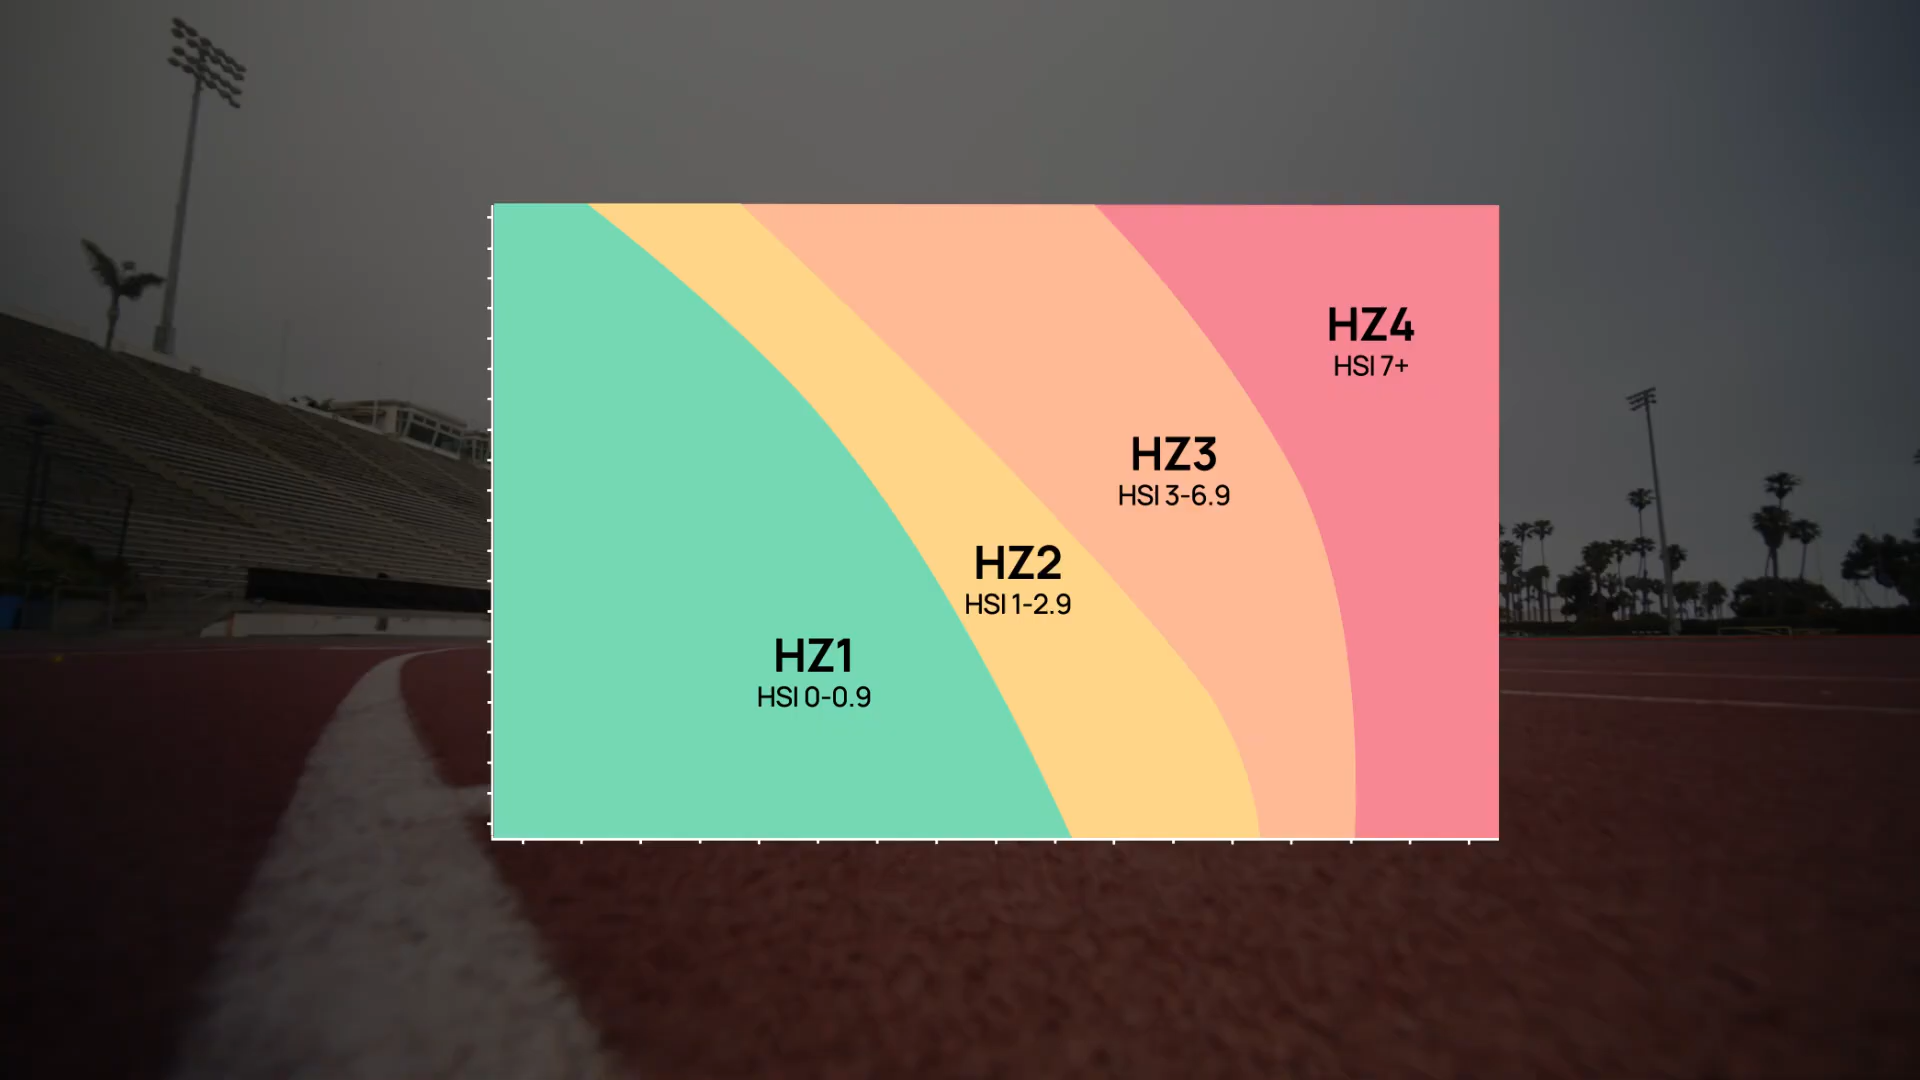 HZ4
HSI 7+
HZ3
HSI 3-6.9
HZ2
HSI 1-2.9
HZ1
HSI 0-0.9